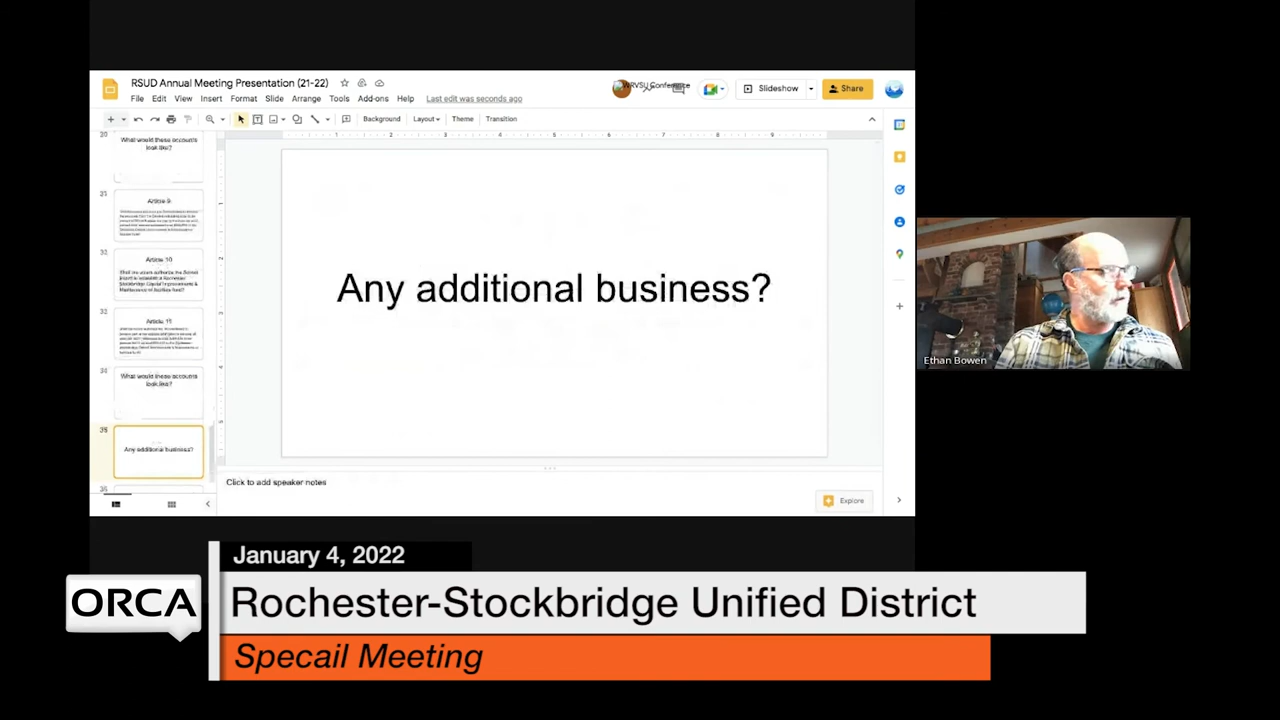 RSUD Annual Meeting Presentation (21-22)
WRVSU Conference
Slideshow
Share
File Edit View Insert Format Slide Arrange Tools Add-ons Help Last edit was seconds ago
Background Layout Theme Transition
What would these accounts
look like?
Article 9
Article 10
Article 11
What would these accounts
look like?
Any additional business?
Any additional business?
Click to add speaker notes
Explore
Ethan Bowen
January 4, 2022
ORCA
Rochester-Stockbridge Unified District
Specail Meeting